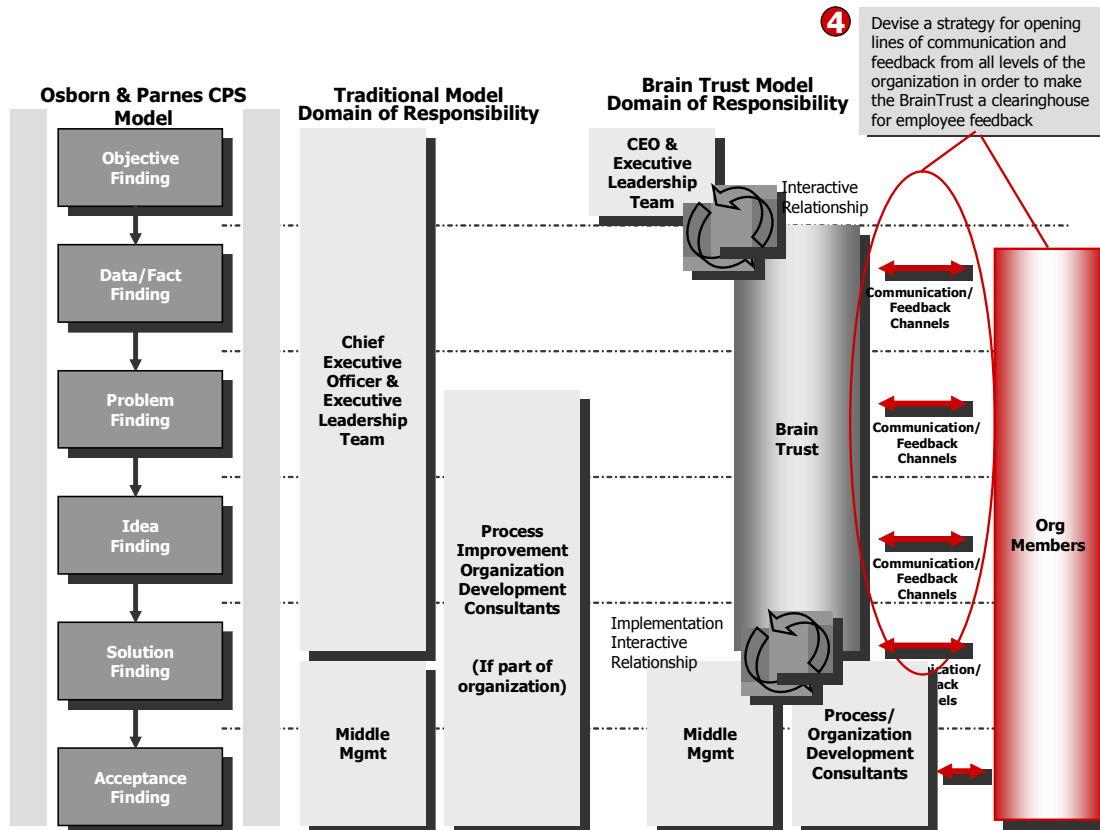 4
Devise a strategy for opening
lines of communication and
feedback from all levels of the
organization in order to make
the BrainTrust a clearinghouse
for employee feedback
Osborn & Parnes CPS
Model
Traditional Model
Domain of Responsibility
Brain Trust Model
Domain of Responsibility
Objective
Finding
Data/Fact
Finding
Problem
Finding
Idea
Finding
Solution
Finding
Acceptance
Finding
Chief
Executive
Officer &
Executive
Leadership
Team
Middle
Mgmt
Process
Improvement
Organization
Development
Consultants
(If part of
organization)
CEO &
Executive
Leadership
Team
Interactive
Relationship
Brain
Trust
Implementation
Interactive
Relationship
Middle
Mgmt
Process/
Organization
Development
Consultants
Communication/
Feedback
Channels
Communication/
Feedback
Channels
Communication/
Feedback
Channels
Org
Members